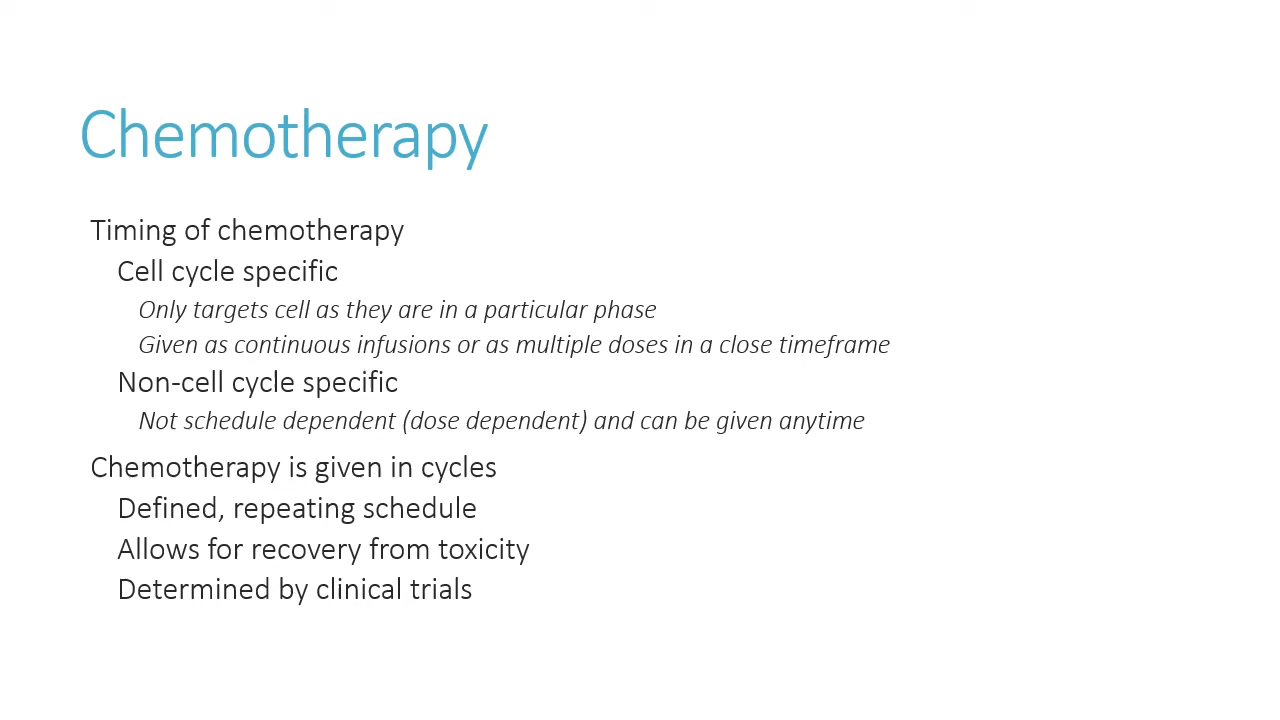 Chemotherapy
Timing of chemotherapy
Cell cycle specific
Only targets cell as they are in a particular phase
Given as continuous infusions or as multiple doses in a close timeframe
Non-cell cycle specific
Not schedule dependent (dose dependent) and can be given anytime
Chemotherapy is given in cycles
Defined, repeating schedule
Allows for recovery from toxicity
Determined by clinical trials